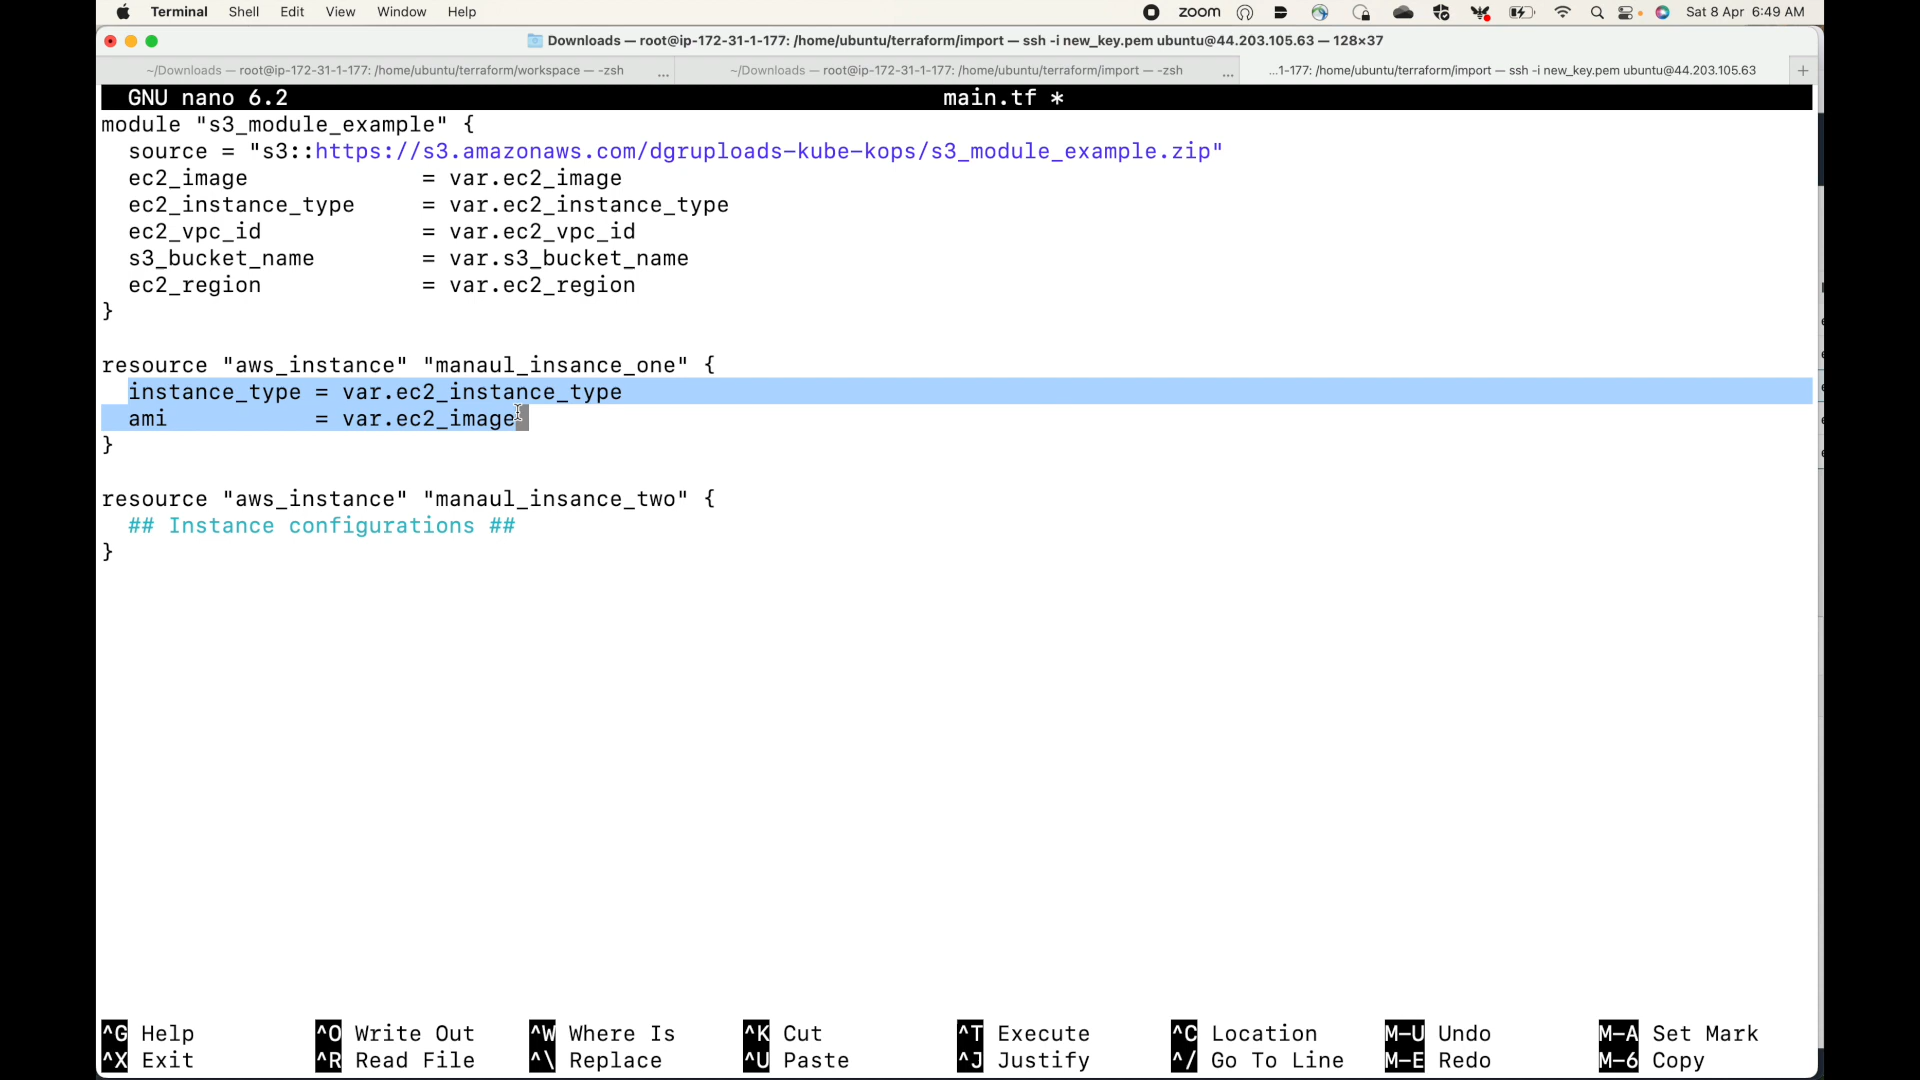 Terminal Shell Edit View Window Help zoom Sat 8 Apr 6:49 AM
Downloads — root@ip-172-31-1-177: /home/ubuntu/terraform/import — ssh -i new_key.pem ubuntu@44.203.105.63 — 128×37
~/Downloads — root@ip-172-31-1-177: /home/ubuntu/terraform/workspace — -zsh ... ~/Downloads — root@ip-172-31-1-177: /home/ubuntu/terraform/import — -zsh ... ...1-177: /home/ubuntu/terraform/import — ssh -i new_key.pem ubuntu@44.203.105.63 +
GNU nano 6.2 main.tf *
module "s3_module_example" {
  source = "s3::https://s3.amazonaws.com/dgruploads-kube-kops/s3_module_example.zip"
  ec2_image             = var.ec2_image
  ec2_instance_type     = var.ec2_instance_type
  ec2_vpc_id            = var.ec2_vpc_id
  s3_bucket_name        = var.s3_bucket_name
  ec2_region            = var.ec2_region
}
resource "aws_instance" "manaul_insance_one" {
  instance_type = var.ec2_instance_type
  ami           = var.ec2_image
}
resource "aws_instance" "manaul_insance_two" {
  ## Instance configurations ##
}
^G Help ^O Write Out ^W Where Is ^K Cut ^T Execute ^C Location M-U Undo M-A Set Mark
^X Exit ^R Read File ^\ Replace ^U Paste ^J Justify ^/ Go To Line M-E Redo M-6 Copy